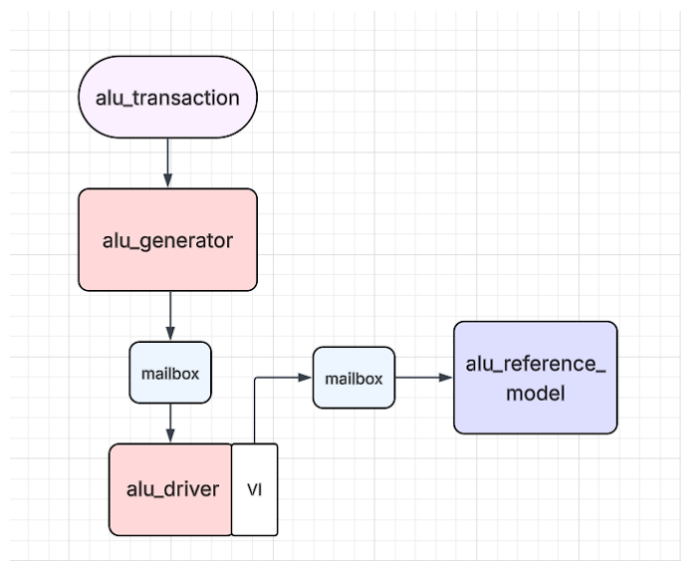 alu_transaction
alu_generator
mailbox
mailbox
alu_reference_
model
alu_driver
VI